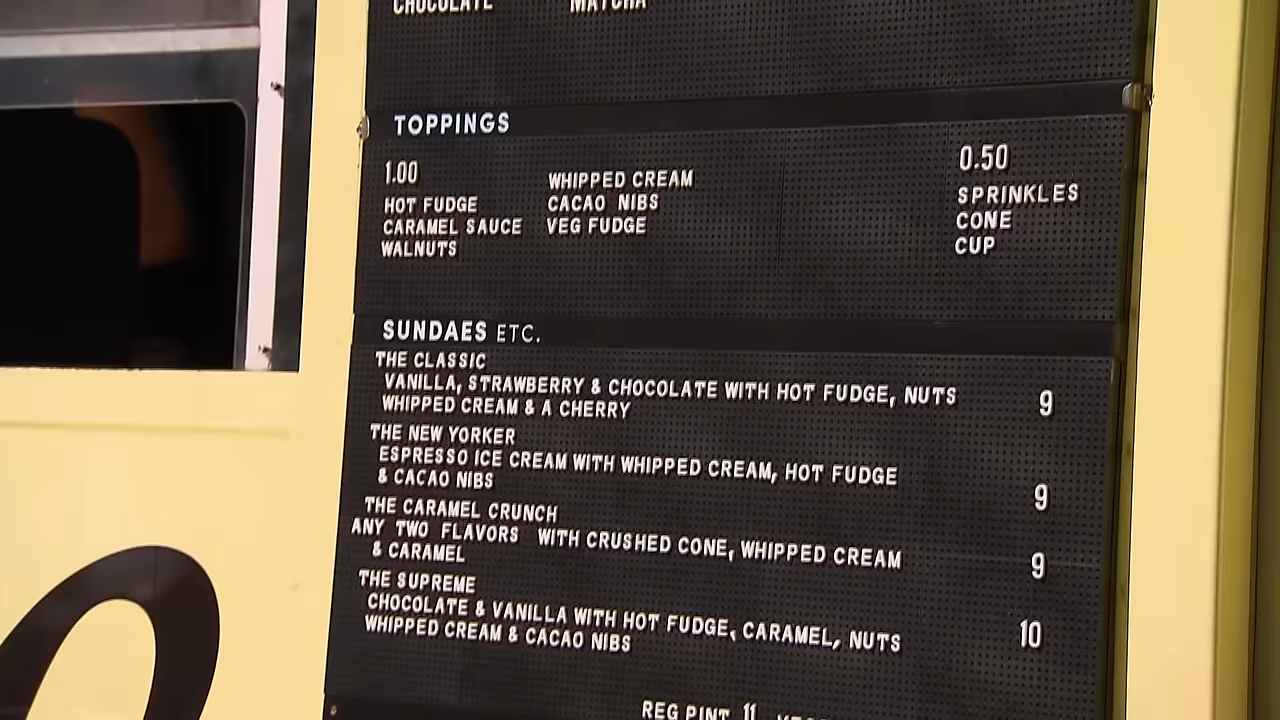 CHOCOLATE MATCHA
TOPPINGS
1.00
HOT FUDGE
CARAMEL SAUCE
WALNUTS
WHIPPED CREAM
CACAO NIBS
VEG FUDGE
0.50
SPRINKLES
CONE
CUP
SUNDAES ETC.
THE CLASSIC
VANILLA, STRAWBERRY & CHOCOLATE WITH HOT FUDGE, NUTS 9
WHIPPED CREAM & A CHERRY
THE NEW YORKER
ESPRESSO ICE CREAM WITH WHIPPED CREAM, HOT FUDGE 9
& CACAO NIBS
THE CARAMEL CRUNCH
ANY TWO FLAVORS WITH CRUSHED CONE, WHIPPED CREAM 9
& CARAMEL
THE SUPREME
CHOCOLATE & VANILLA WITH HOT FUDGE, CARAMEL, NUTS 10
WHIPPED CREAM & CACAO NIBS
REG PINT 11